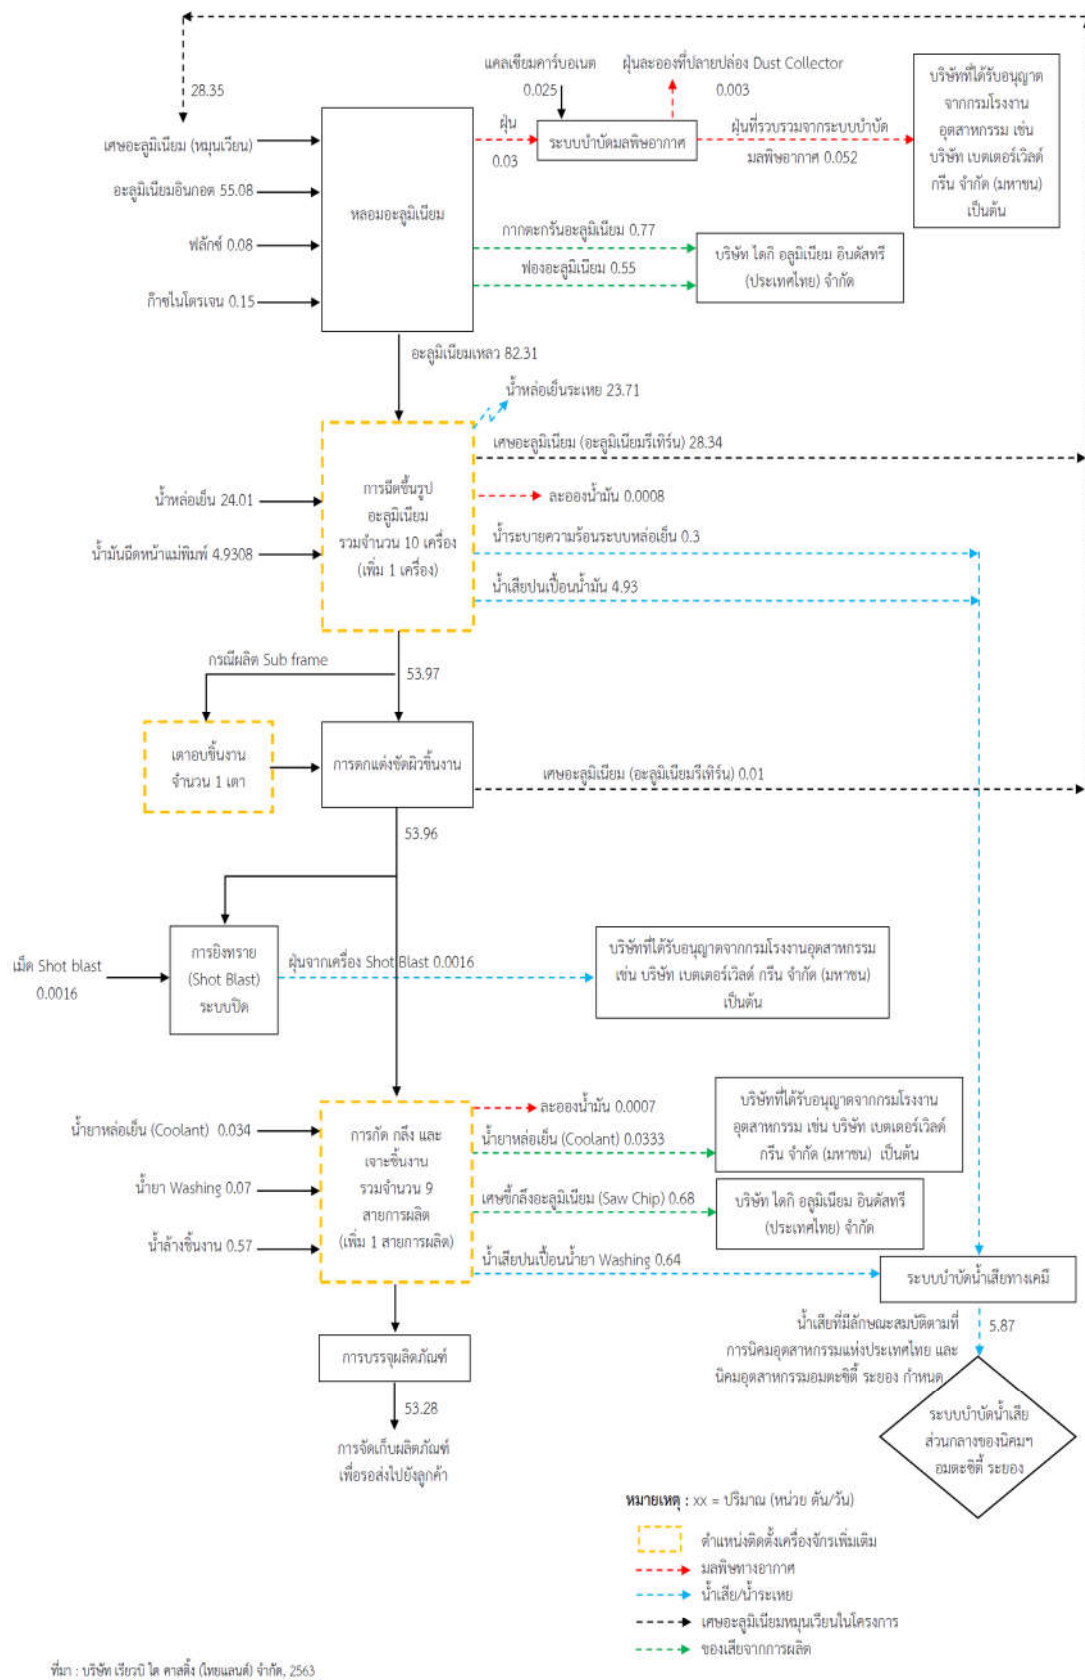 28.35
แคลเซียมคาร์บอเนต
0.025
ฝุ่นละอองที่ปลายปล่อง Dust Collector
0.003
บริษัทที่ได้รับอนุญาต
จากกรมโรงงาน
อุตสาหกรรม เช่น
บริษัท เบตเตอร์เวิลด์
กรีน จำกัด (มหาชน)
เป็นต้น
เศษอะลูมิเนียม (หมุนเวียน)
อะลูมิเนียมอินกอต 55.08
ฟลักซ์ 0.08
ก๊าซไนโตรเจน 0.15
หลอมอะลูมิเนียม
ฝุ่น
0.03
ระบบบำบัดมลพิษอากาศ
ฝุ่นที่รวบรวมจากระบบบำบัด
มลพิษอากาศ 0.052
กากตะกรันอะลูมิเนียม 0.77
ฟองอะลูมิเนียม 0.55
บริษัท ไดกิ อลูมิเนียม อินดัสทรี
(ประเทศไทย) จำกัด
อะลูมิเนียมเหลว 82.31
น้ำหล่อเย็นระเหย 23.71
เศษอะลูมิเนียม (อะลูมิเนียมรีเทิร์น) 28.34
น้ำหล่อเย็น 24.01
น้ำมันฉีดหน้าแม่พิมพ์ 4.9308
การฉีดขึ้นรูป
อะลูมิเนียม
รวมจำนวน 10 เครื่อง
(เพิ่ม 1 เครื่อง)
ละอองน้ำมัน 0.0008
น้ำระบายความร้อนระบบหล่อเย็น 0.3
น้ำเสียปนเปื้อนน้ำมัน 4.93
กรณีผลิต Sub frame
53.97
เตาอบชิ้นงาน
จำนวน 1 เตา
การตกแต่งขัดผิวชิ้นงาน
เศษอะลูมิเนียม (อะลูมิเนียมรีเทิร์น) 0.01
53.96
เม็ด Shot blast
0.0016
การยิงทราย
(Shot Blast)
ระบบปิด
ฝุ่นจากเครื่อง Shot Blast 0.0016
บริษัทที่ได้รับอนุญาตจากกรมโรงงานอุตสาหกรรม
เช่น บริษัท เบตเตอร์เวิลด์ กรีน จำกัด (มหาชน)
เป็นต้น
น้ำยาหล่อเย็น (Coolant) 0.034
น้ำยา Washing 0.07
น้ำล้างชิ้นงาน 0.57
การกัด กลึง และ
เจาะชิ้นงาน
รวมจำนวน 9
สายการผลิต
(เพิ่ม 1 สายการผลิต)
ละอองน้ำมัน 0.0007
น้ำยาหล่อเย็น (Coolant) 0.0333
บริษัทที่ได้รับอนุญาตจากกรมโรงงาน
อุตสาหกรรม เช่น บริษัท เบตเตอร์เวิลด์
กรีน จำกัด (มหาชน) เป็นต้น
เศษขี้กลึงอะลูมิเนียม (Saw Chip) 0.68
บริษัท ไดกิ อลูมิเนียม อินดัสทรี
(ประเทศไทย) จำกัด
น้ำเสียปนเปื้อนน้ำยา Washing 0.64
ระบบบำบัดน้ำเสียทางเคมี
น้ำเสียที่มีลักษณะสมบัติตามที่
การนิคมอุตสาหกรรมแห่งประเทศไทย และ
นิคมอุตสาหกรรมอมตะซิตี้ ระยอง กำหนด
5.87
การบรรจุผลิตภัณฑ์
53.28
การจัดเก็บผลิตภัณฑ์
เพื่อรอส่งไปยังลูกค้า
ระบบบำบัดน้ำเสีย
ส่วนกลางของนิคมฯ
อมตะซิตี้ ระยอง
หมายเหตุ : xx = ปริมาณ (หน่วย ตัน/วัน)
ตำแหน่งติดตั้งเครื่องจักรเพิ่มเติม
มลพิษทางอากาศ
น้ำเสีย/น้ำระเหย
เศษอะลูมิเนียมหมุนเวียนในโครงการ
ของเสียจากการผลิต
ที่มา : บริษัท เรียวบิ ได คาสติ้ง (ไทยแลนด์) จำกัด, 2563